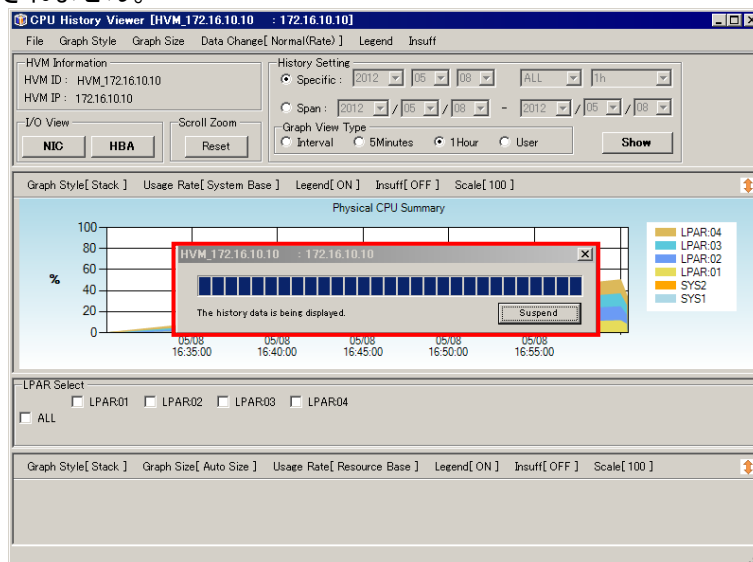 CPU History Viewer [HVM_172.16.10.10 : 172.16.10.10]
File Graph Style Graph Size Data Change[ Normal(Rate) ] Legend Insuff
HVM Information
HVM ID : HVM_172.16.10.10
HVM IP : 172.16.10.10
History Setting
Specific : 2012 05 08 ALL 1h
Span : 2012 / 05 / 08 - 2012 / 05 / 08
I/O View
NIC HBA
Scroll Zoom
Reset
Graph View Type
Interval 5Minutes 1Hour User
Show
Graph Style[ Stack ] Usage Rate[ System Base ] Legend[ ON ] Insuff[ OFF ] Scale[ 100 ]
Physical CPU Summary
100
80
60
%
40
20
0
HVM_172.16.10.10 : 172.16.10.10
The history data is being displayed.
Suspend
05/08 05/08 05/08 05/08 05/08
16:35:00 16:40:00 16:45:00 16:50:00 16:55:00
LPAR:04
LPAR:03
LPAR:02
LPAR:01
SYS2
SYS1
LPAR Select
LPAR:01 LPAR:02 LPAR:03 LPAR:04
ALL
Graph Style[ Stack ] Graph Size[ Auto Size ] Usage Rate[ Resource Base ] Legend[ ON ] Insuff[ OFF ] Scale[ 100 ]